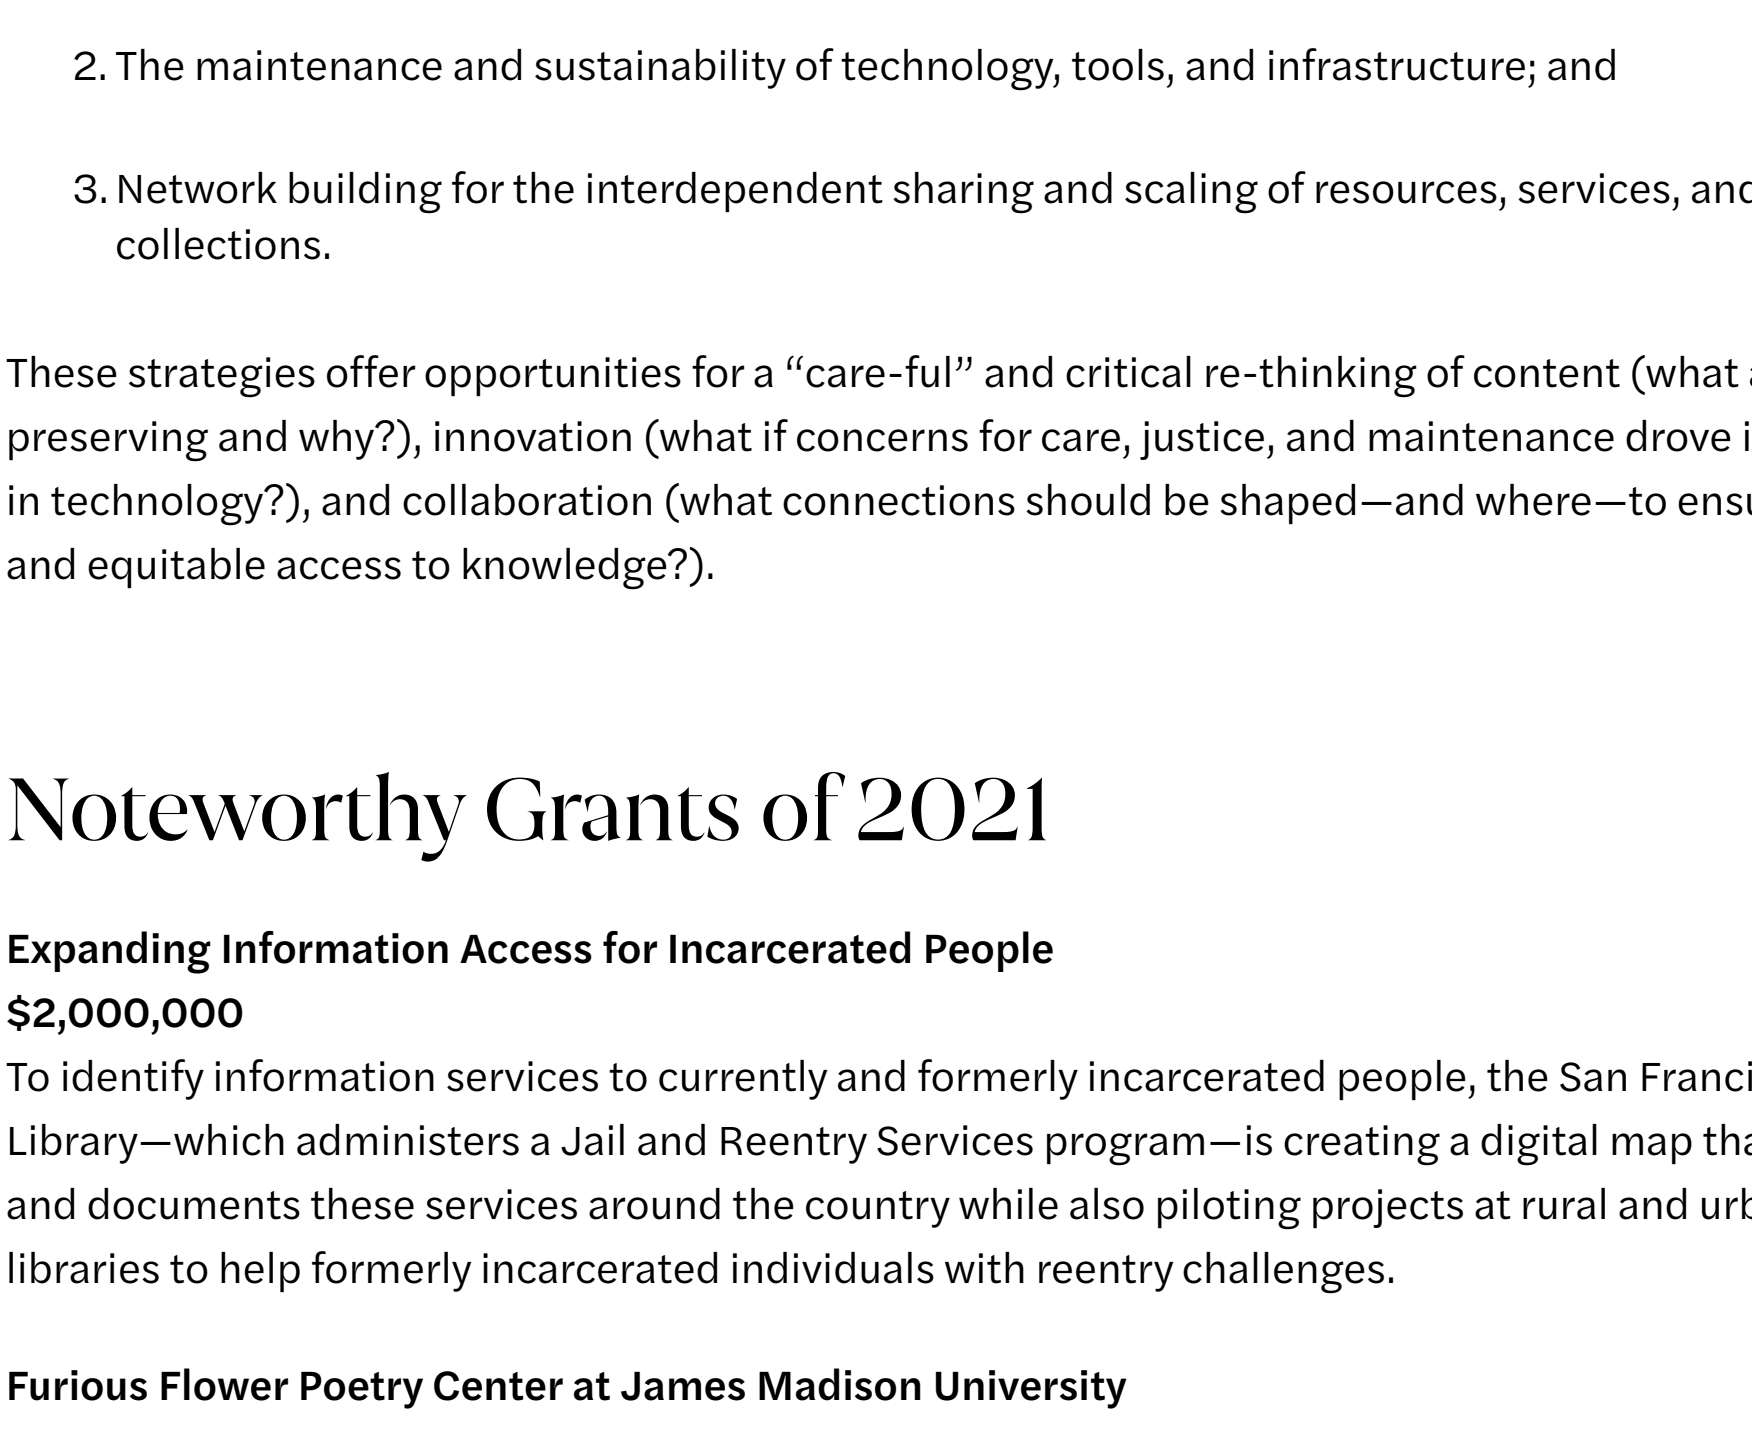 2. The maintenance and sustainability of technology, tools, and infrastructure; and
3. Network building for the interdependent sharing and scaling of resources, services, and
collections.
These strategies offer opportunities for a “care-ful” and critical re-thinking of content (what
preserving and why?), innovation (what if concerns for care, justice, and maintenance drove
in technology?), and collaboration (what connections should be shaped—and where—to
and equitable access to knowledge?).
Noteworthy Grants of 2021
Expanding Information Access for Incarcerated People
$2,000,000
To identify information services to currently and formerly incarcerated people, the San
Library—which administers a Jail and Reentry Services program—is creating a digital map
and documents these services around the country while also piloting projects at rural and
libraries to help formerly incarcerated individuals with reentry challenges.
Furious Flower Poetry Center at James Madison University